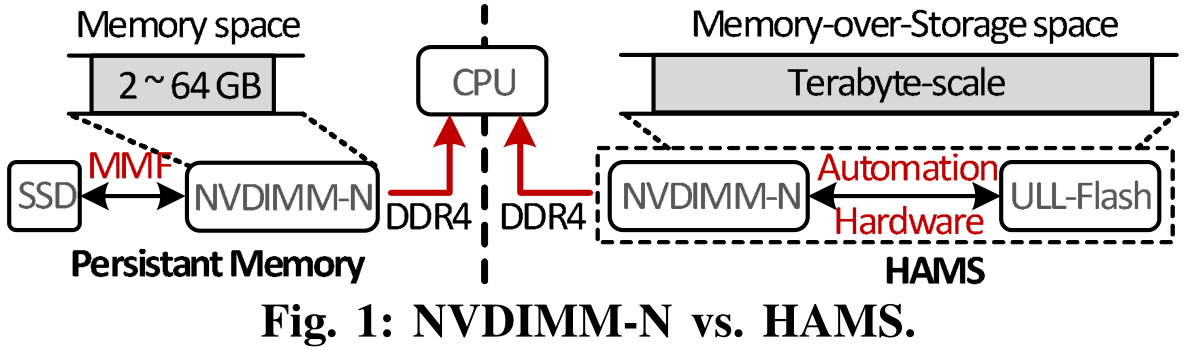 Memory space
2 ~ 64 GB
SSD
MMF
NVDIMM-N
DDR4
Persistant Memory
CPU
Memory-over-Storage space
Terabyte-scale
DDR4
NVDIMM-N
Automation
Hardware
ULL-Flash
HAMS
Fig. 1: NVDIMM-N vs. HAMS.